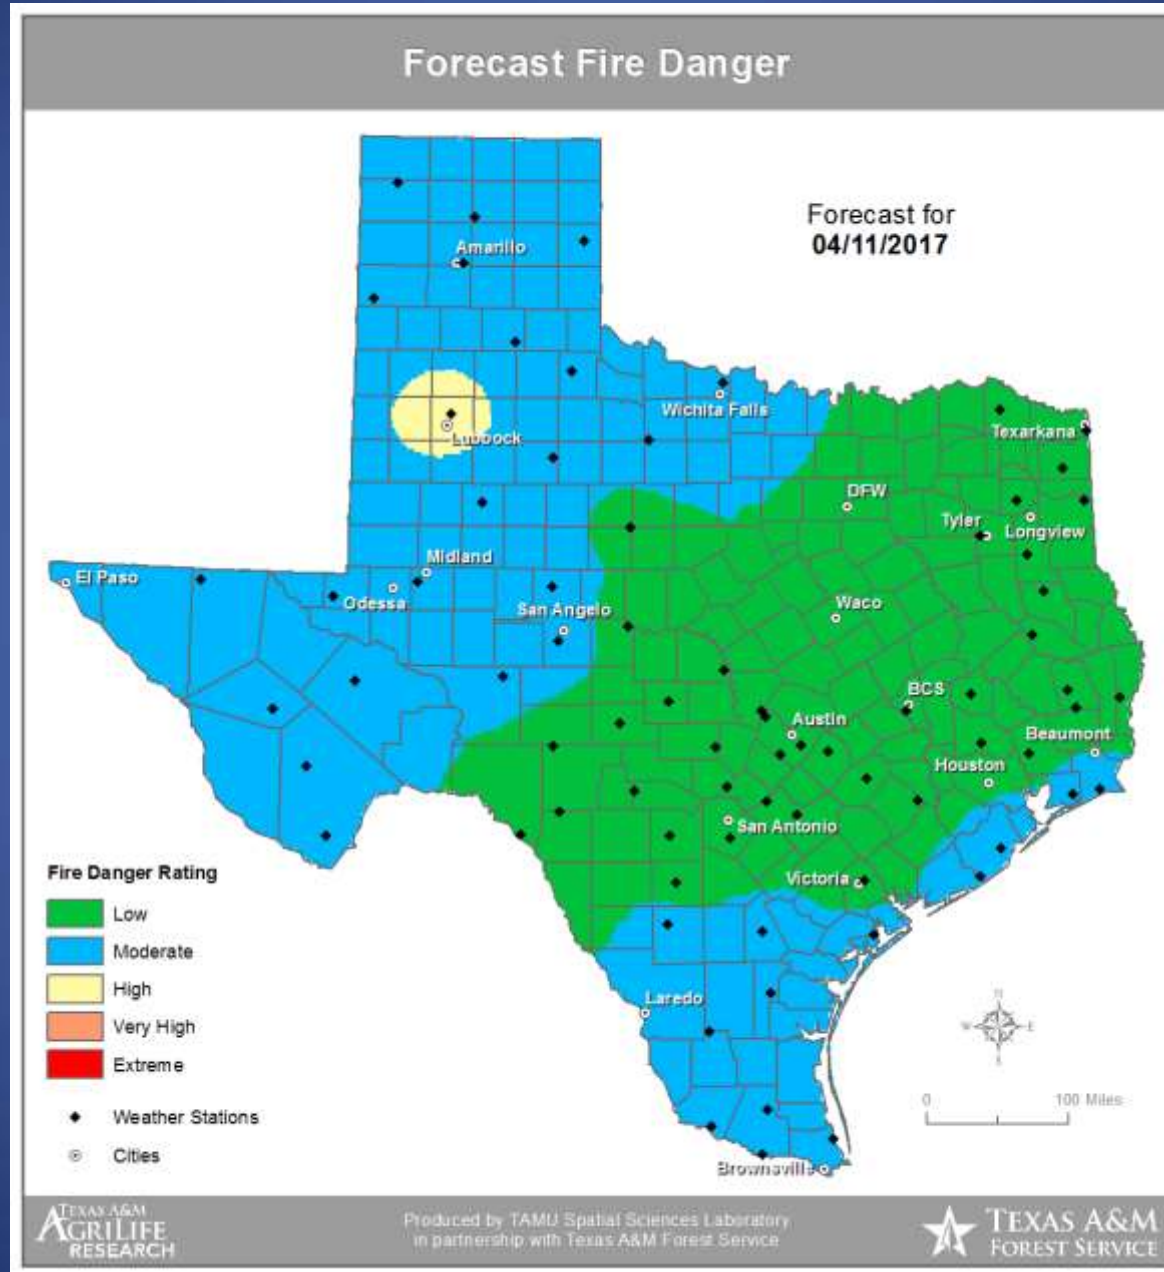 Forecast Fire Danger
Forecast for
04/11/2017
Amarillo
Wichita Falls
Lubbock
Texarkana
DFW
Tyler
Longview
Midland
El Paso
Odessa
San Angelo
Waco
BCS
Austin
Beaumont
Houston
San Antonio
Victoria
Laredo
Brownsville
Fire Danger Rating
Low
Moderate
High
Very High
Extreme
Weather Stations
Cities
N
W
E
S
0
100 Miles
TEXAS A&M
AGRILIFE
RESEARCH
Produced by TAMU Spatial Sciences Laboratory
in partnership with Texas A&M Forest Service
TEXAS A&M
FOREST SERVICE